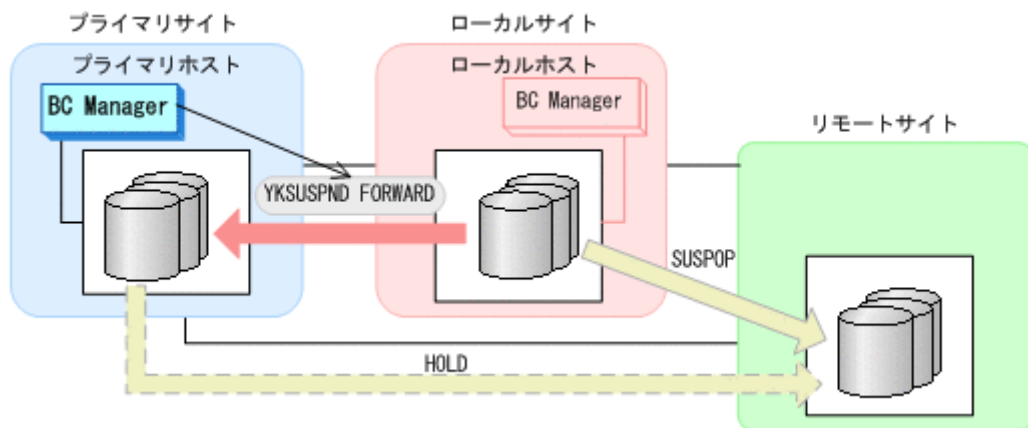 プライマリサイト
ローカルサイト
プライマリホスト
ローカルホスト
BC Manager
BC Manager
リモートサイト
YKSUSPND FORWARD
SUSPOP
HOLD